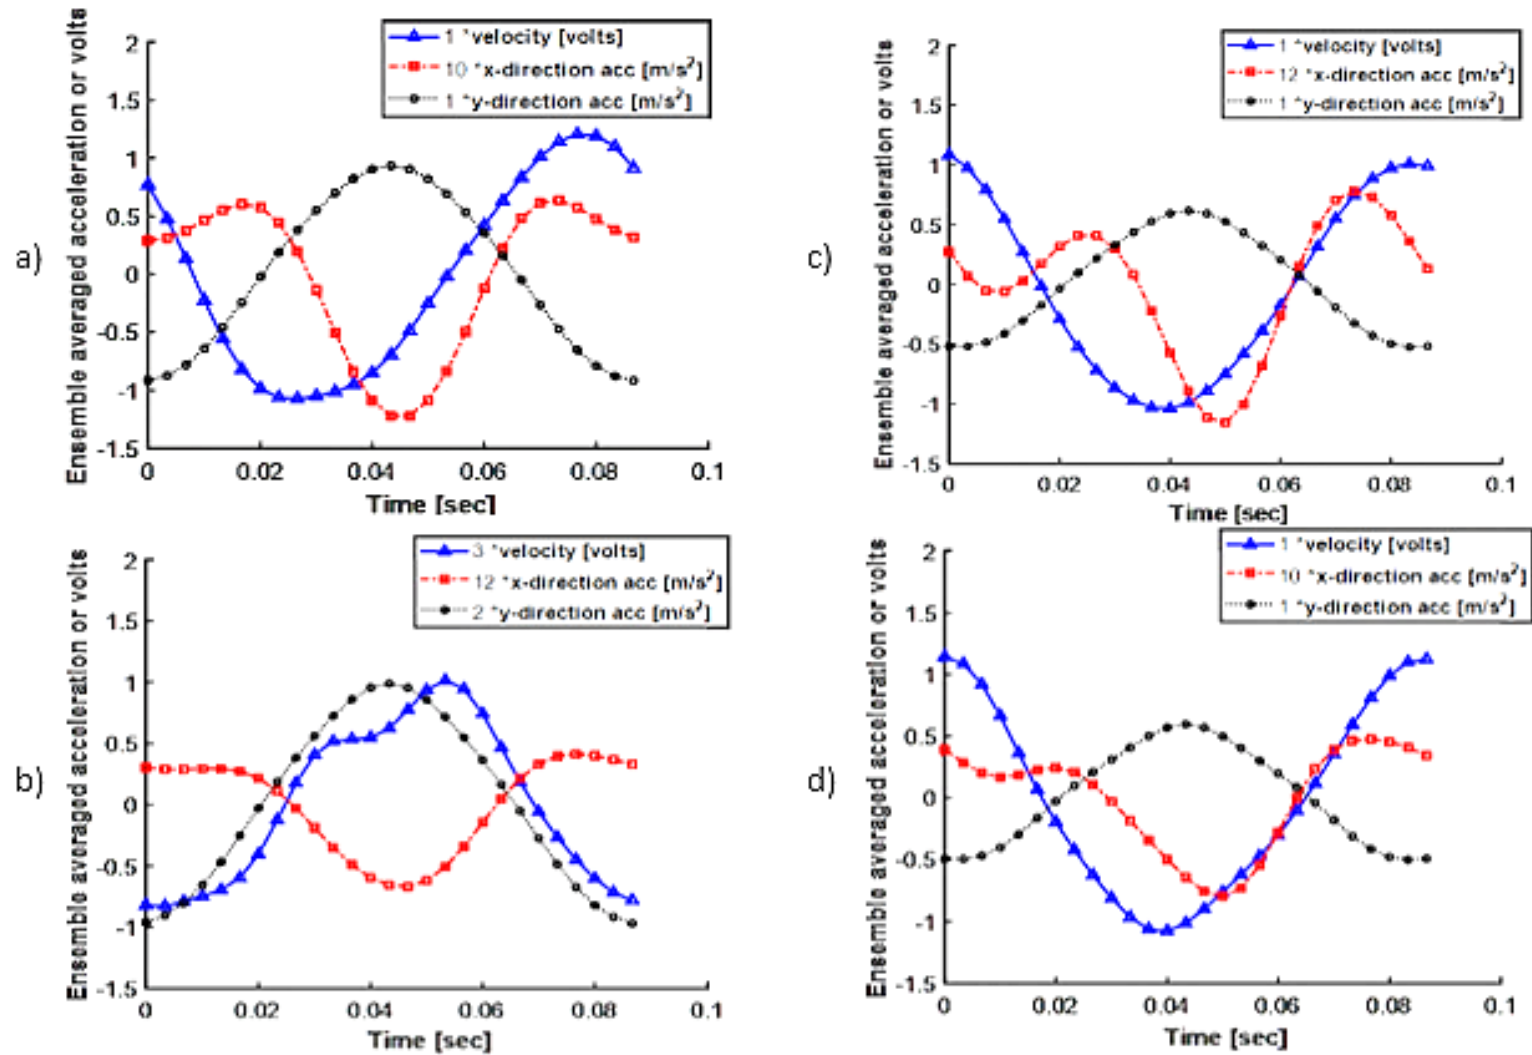 a)
Ensemble averaged acceleration or volts
1 *velocity [volts]
10 *x-direction acc [m/s²]
1 *y-direction acc [m/s²]
2
1.5
1
0.5
0
-0.5
-1
-1.5
0 0.02 0.04 0.06 0.08 0.1
Time [sec]
c)
Ensemble averaged acceleration or volts
1 *velocity [volts]
12 *x-direction acc [m/s²]
1 *y-direction acc [m/s²]
2
1.5
1
0.5
0
-0.5
-1
-1.5
0 0.02 0.04 0.06 0.08 0.1
Time [sec]
b)
Ensemble averaged acceleration or volts
3 *velocity [volts]
12 *x-direction acc [m/s²]
2 *y-direction acc [m/s²]
2
1.5
1
0.5
0
-0.5
-1
-1.5
0 0.02 0.04 0.06 0.08 0.1
Time [sec]
d)
Ensemble averaged acceleration or volts
1 *velocity [volts]
10 *x-direction acc [m/s²]
1 *y-direction acc [m/s²]
2
1.5
1
0.5
0
-0.5
-1
-1.5
0 0.02 0.04 0.06 0.08 0.1
Time [sec]